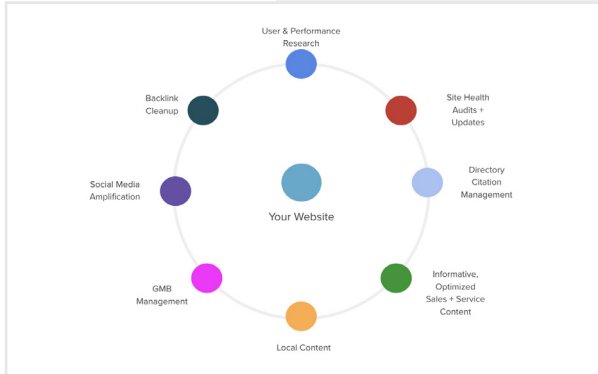 User & Performance
Research
Site Health
Audits +
Updates
Directory
Citation
Management
Informative,
Optimized
Sales + Service
Content
Local Content
GMB
Management
Social Media
Amplification
Backlink
Cleanup
Your Website